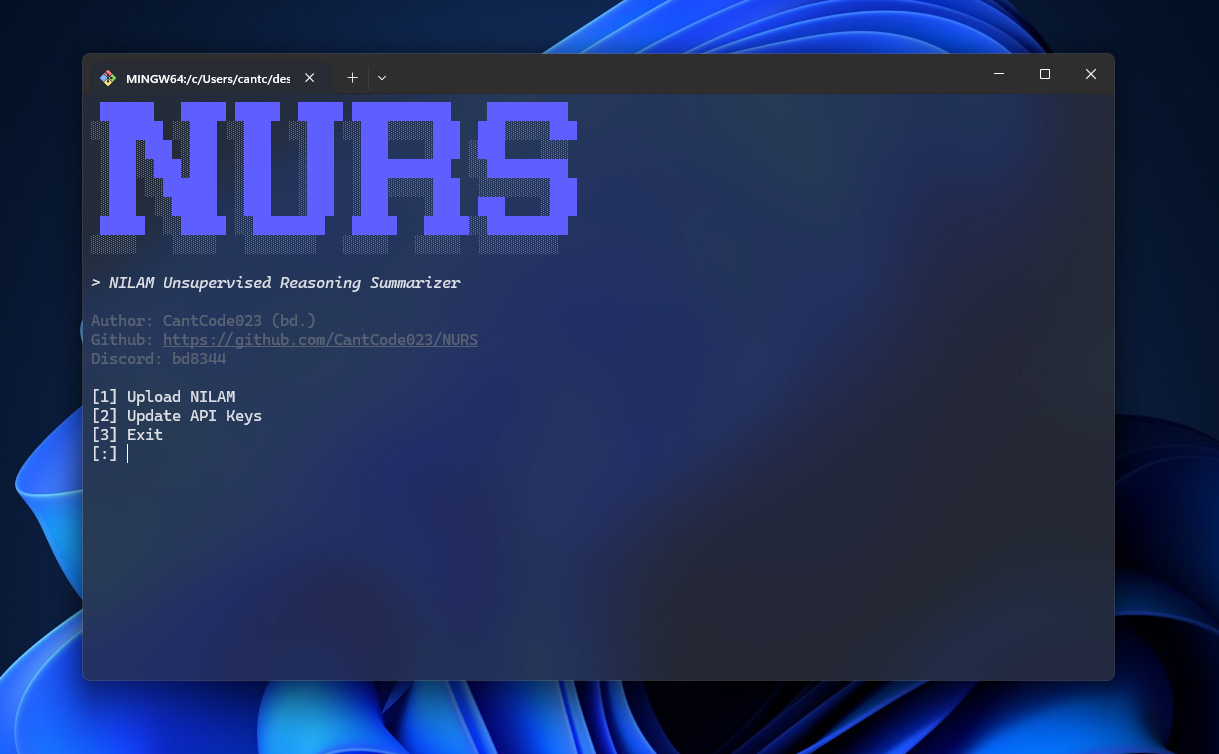 MINGW64:/c/Users/cantc/des
NURS
> NILAM Unsupervised Reasoning Summarizer
Author: CantCode023 (bd.)
Github: https://github.com/CantCode023/NURS
Discord: bd8344
[1] Upload NILAM
[2] Update API Keys
[3] Exit
[:]